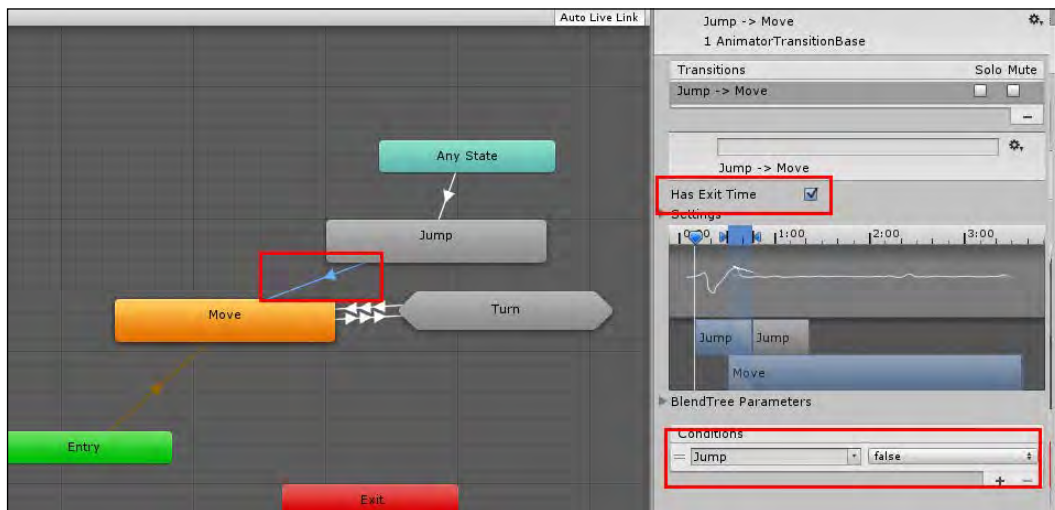 Auto Live Link
Any State
Jump
Move
Turn
Entry
Exit
Jump -> Move
1 AnimatorTransitionBase
Transitions Solo Mute
Jump -> Move
Jump -> Move
Has Exit Time
Settings
0:00 1:00 2:00 3:00
Jump Jump
Move
BlendTree Parameters
Conditions
Jump false